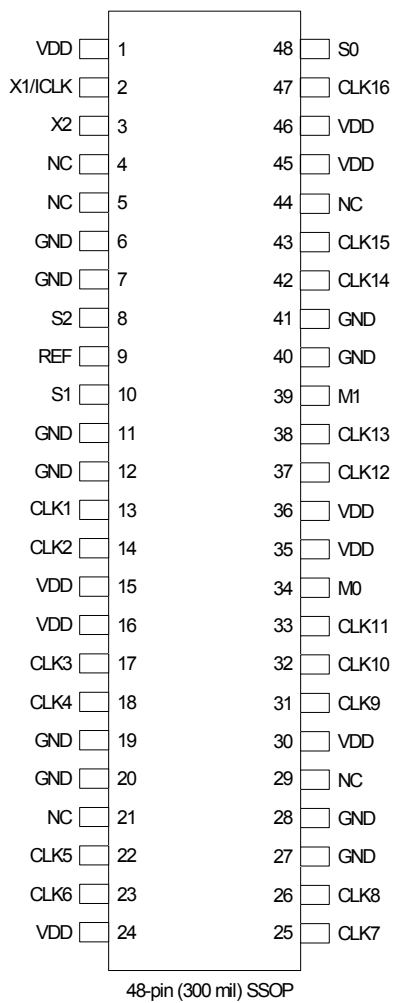 VDD 1 48 S0
X1/ICLK 2 47 CLK16
X2 3 46 VDD
NC 4 45 VDD
NC 5 44 NC
GND 6 43 CLK15
GND 7 42 CLK14
S2 8 41 GND
REF 9 40 GND
S1 10 39 M1
GND 11 38 CLK13
GND 12 37 CLK12
CLK1 13 36 VDD
CLK2 14 35 VDD
VDD 15 34 M0
VDD 16 33 CLK11
CLK3 17 32 CLK10
CLK4 18 31 CLK9
GND 19 30 VDD
GND 20 29 NC
NC 21 28 GND
CLK5 22 27 GND
CLK6 23 26 CLK8
VDD 24 25 CLK7
48-pin (300 mil) SSOP